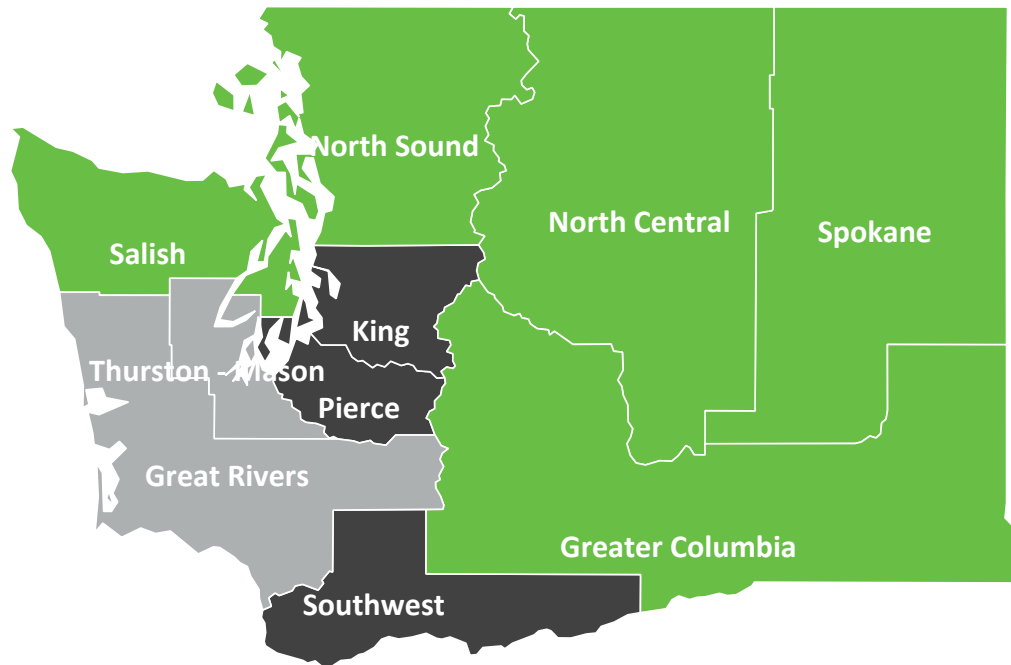 North Sound
North Central
Spokane
Salish
King
Thurston - Mason
Pierce
Great Rivers
Greater Columbia
Southwest